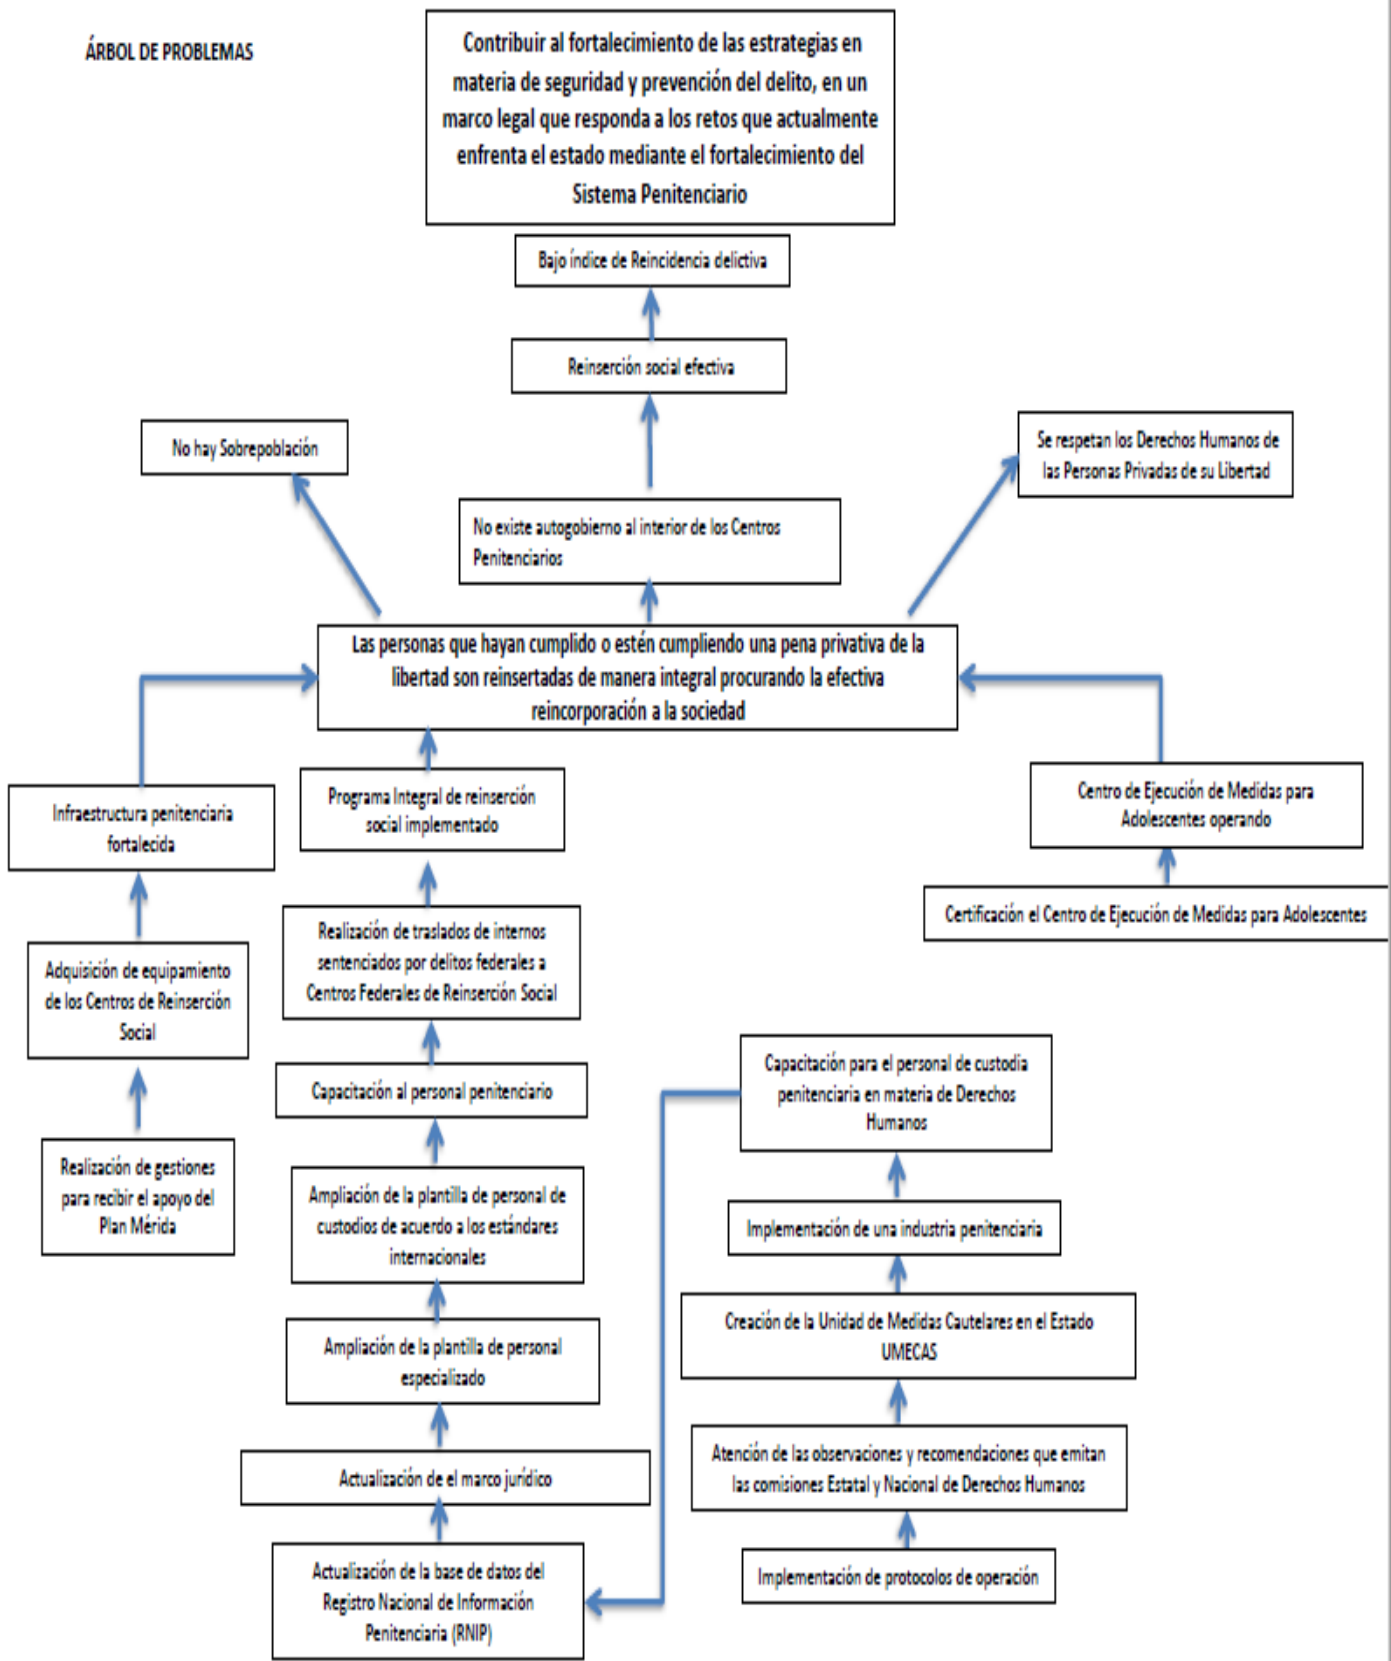 ÁRBOL DE PROBLEMAS
Contribuir al fortalecimiento de las estrategias en
materia de seguridad y prevención del delito, en un
marco legal que responda a los retos que actualmente
enfrenta el estado mediante el fortalecimiento del
Sistema Penitenciario
Bajo índice de Reincidencia delictiva
Reinserción social efectiva
No hay Sobrepoblación
Se respetan los Derechos Humanos de
las Personas Privadas de su Libertad
No existe autogobierno al interior de los Centros
Penitenciarios
Las personas que hayan cumplido o estén cumpliendo una pena privativa de la
libertad son reinsertadas de manera integral procurando la efectiva
reincorporación a la sociedad
Infraestructura penitenciaria
fortalecida
Adquisición de equipamiento
de los Centros de Reinserción
Social
Realización de gestiones
para recibir el apoyo del
Plan Mérida
Programa Integral de reinserción
social implementado
Realización de traslados de internos
sentenciados por delitos federales a
Centros Federales de Reinserción Social
Capacitación al personal penitenciario
Ampliación de la plantilla de personal de
custodios de acuerdo a los estándares
internacionales
Ampliación de la plantilla de personal
especializado
Actualización de el marco jurídico
Actualización de la base de datos del
Registro Nacional de Información
Penitenciaria (RNIP)
Centro de Ejecución de Medidas para
Adolescentes operando
Certificación el Centro de Ejecución de Medidas para Adolescentes
Capacitación para el personal de custodia
penitenciaria en materia de Derechos
Humanos
Implementación de una industria penitenciaria
Creación de la Unidad de Medidas Cautelares en el Estado
UMECAS
Atención de las observaciones y recomendaciones que emitan
las comisiones Estatal y Nacional de Derechos Humanos
Implementación de protocolos de operación